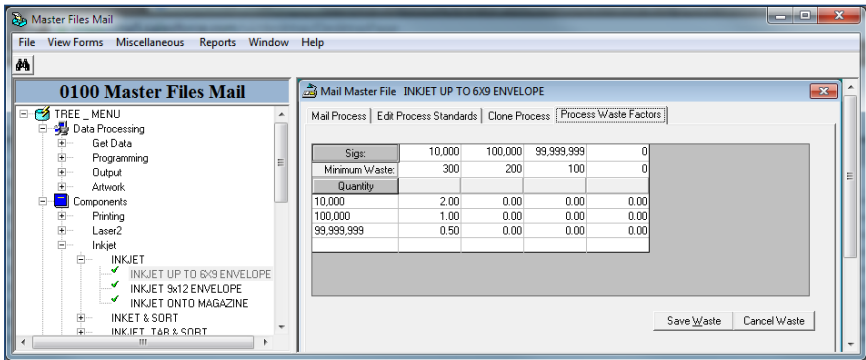 Master Files Mail
File View Forms Miscellaneous Reports Window Help
0100 Master Files Mail
TREE _ MENU
Data Processing
Get Data
Programming
Output
Artwork
Components
Printing
Laser2
Inkjet
INKJET
INKJET UP TO 6X9 ENVELOPE
INKJET 9x12 ENVELOPE
INKJET ONTO MAGAZINE
INKET & SORT
INKJET, TAB & SORT
Mail Master File INKJET UP TO 6X9 ENVELOPE
Mail Process Edit Process Standards Clone Process Process Waste Factors
Sigs: 10,000 100,000 99,999,999 0
Minimum Waste: 300 200 100 0
Quantity
10,000 2.00 0.00 0.00 0.00
100,000 1.00 0.00 0.00 0.00
99,999,999 0.50 0.00 0.00 0.00
Save Waste Cancel Waste